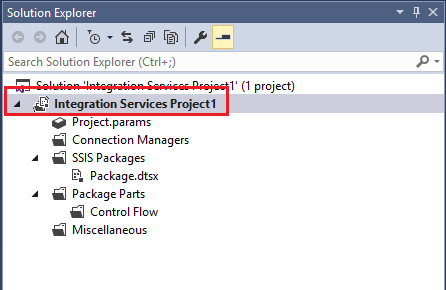 Solution Explorer
Search Solution Explorer (Ctrl+;)
Solution 'Integration Services Project1' (1 project)
Integration Services Project1
Project.params
Connection Managers
SSIS Packages
Package.dtsx
Package Parts
Control Flow
Miscellaneous